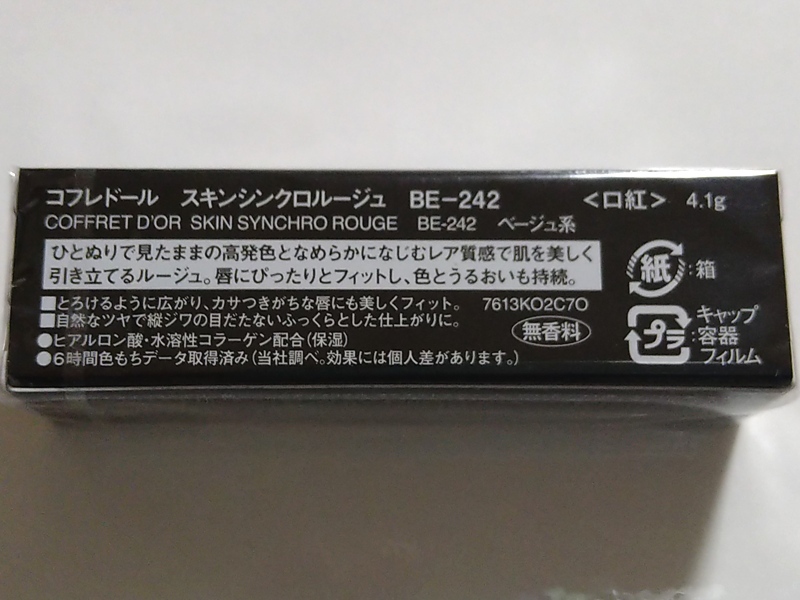 コフレドール スキンシンクロルージュ BE-242 <口紅> 4.1g
COFFRET D'OR SKIN SYNCHRO ROUGE BE-242 ベージュ系
ひとぬりで見たままの高発色となめらかになじむレア質感で肌を美しく
引き立てるルージュ。唇にぴったりとフィットし、色とうるおいも持続。
■とろけるように広がり、カサつきがちな唇にも美しくフィット。 7613KO2C7O
■自然なツヤで縦ジワの目だたないふっくらとした仕上がりに。
●ヒアルロン酸・水溶性コラーゲン配合(保湿)
●6時間色もちデータ取得済み(当社調べ。効果には個人差があります。)
無香料
紙:箱
プラ:キャップ
容器
フィルム